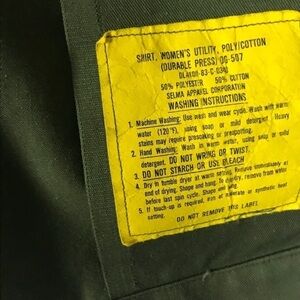 SHIRT, WOMEN'S UTILITY, POLY/COTTON
(DURABLE PRESS) OG-507
50% POLYESTER 50% COTTON
SELMA APPAREL CORPORATION
WASHING INSTRUCTIONS
1. Machine Washing: Use wash and wear cycle. Wash with warm
water (120°F), using soap or mild detergent. Heavy
stains may require presoaking or prespotting.
2. Hand Washing: Wash in warm water, using soap or mild
detergent. DO NOT WRING OR TWIST.
3. DO NOT STARCH OR USE BLEACH
4. Dry in tumble dryer at warm setting. Remove immediately at
end of drying. Shape and hang. To drip-dry, remove from water
before last spin cycle. Shape and hang.
5. If touch-up is required, iron at material or synthetic heat
setting.
DO NOT REMOVE THIS LABEL